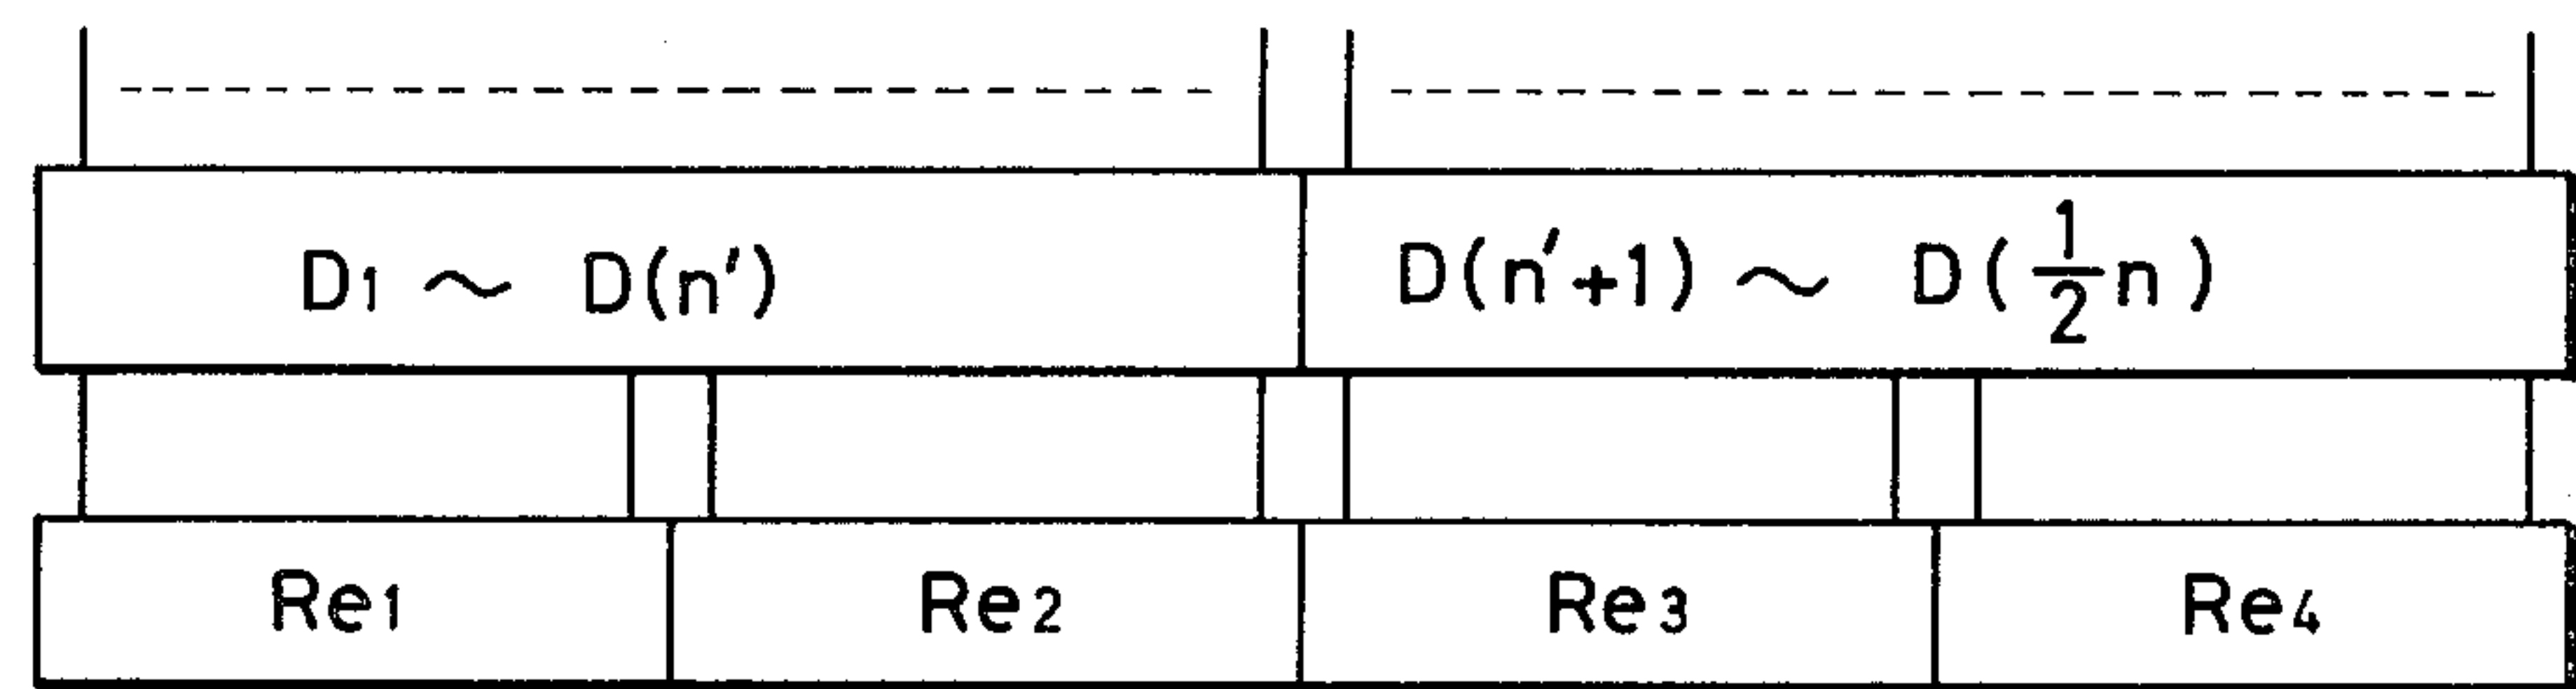 D1 ~ D(n′) D(n′+1) ~ D(1/2 n)
Re1 Re2 Re3 Re4